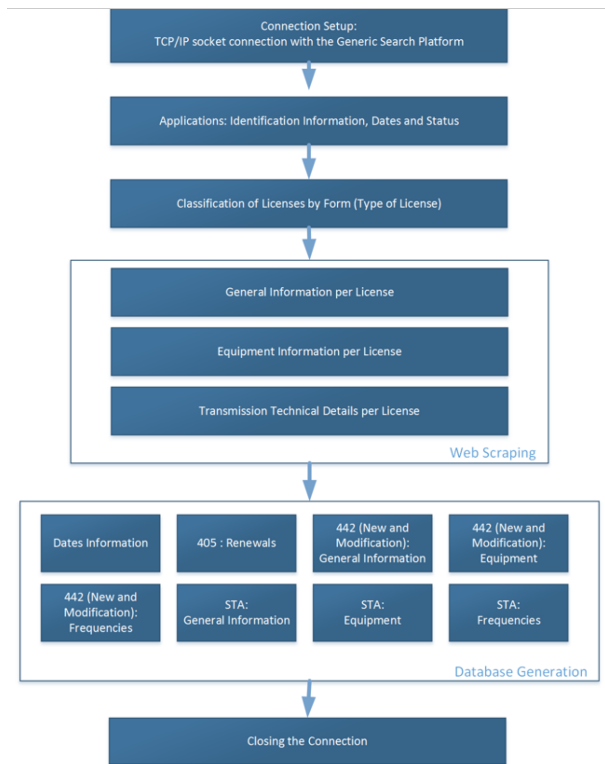 Connection Setup:
TCP/IP socket connection with the Generic Search Platform
Applications: Identification Information, Dates and Status
Classification of Licenses by Form (Type of License)
General Information per License
Equipment Information per License
Transmission Technical Details per License
Web Scraping
Dates Information
405 : Renewals
442 (New and
Modification):
General Information
442 (New and
Modification):
Equipment
442 (New and
Modification):
Frequencies
STA:
General Information
STA:
Equipment
STA:
Frequencies
Database Generation
Closing the Connection